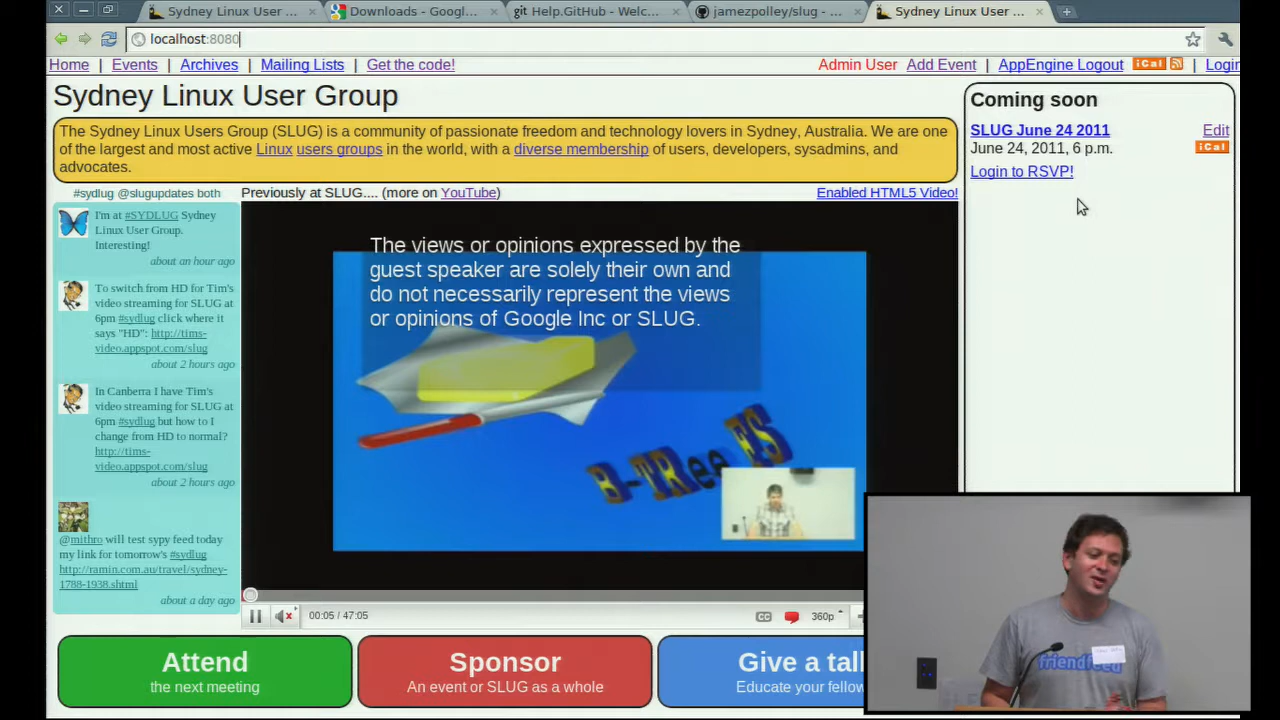 Sydney Linux User ...
Downloads - Googl...
git Help.GitHub - Welc...
jamezpolley/slug - ...
Sydney Linux User ...
localhost:8080
Home | Events | Archives | Mailing Lists | Get the code!
Admin User Add Event | AppEngine Logout iCal | Login
Sydney Linux User Group
The Sydney Linux Users Group (SLUG) is a community of passionate freedom and technology lovers in Sydney, Australia. We are one
of the largest and most active Linux users groups in the world, with a diverse membership of users, developers, sysadmins, and
advocates.
Coming soon
SLUG June 24 2011 Edit
June 24, 2011, 6 p.m. iCal
Login to RSVP!
#sydlug @slugupdates both
I'm at #SYDLUG Sydney
Linux User Group.
Interesting!
about an hour ago
To switch from HD for Tim's
video streaming for SLUG at
6pm #sydlug click where it
says "HD": http://tims-
video.appspot.com/slug
about 2 hours ago
In Canberra I have Tim's
video streaming for SLUG at
6pm #sydlug but how to I
change from HD to normal?
http://tims-
video.appspot.com/slug
about 2 hours ago
@mithro will test sypy feed today
my link for tomorrow's #sydlug
http://ramin.com.au/travel/sydney-
1788-1938.shtml
about a day ago
Previously at SLUG.... (more on YouTube)
Enabled HTML5 Video!
The views or opinions expressed by the
guest speaker are solely their own and
do not necessarily represent the views
or opinions of Google Inc or SLUG.
B-TRee FS
00:05 / 47:05
CC
360p
Attend
the next meeting
Sponsor
An event or SLUG as a whole
Give a tal
Educate your fellow
friendfeed